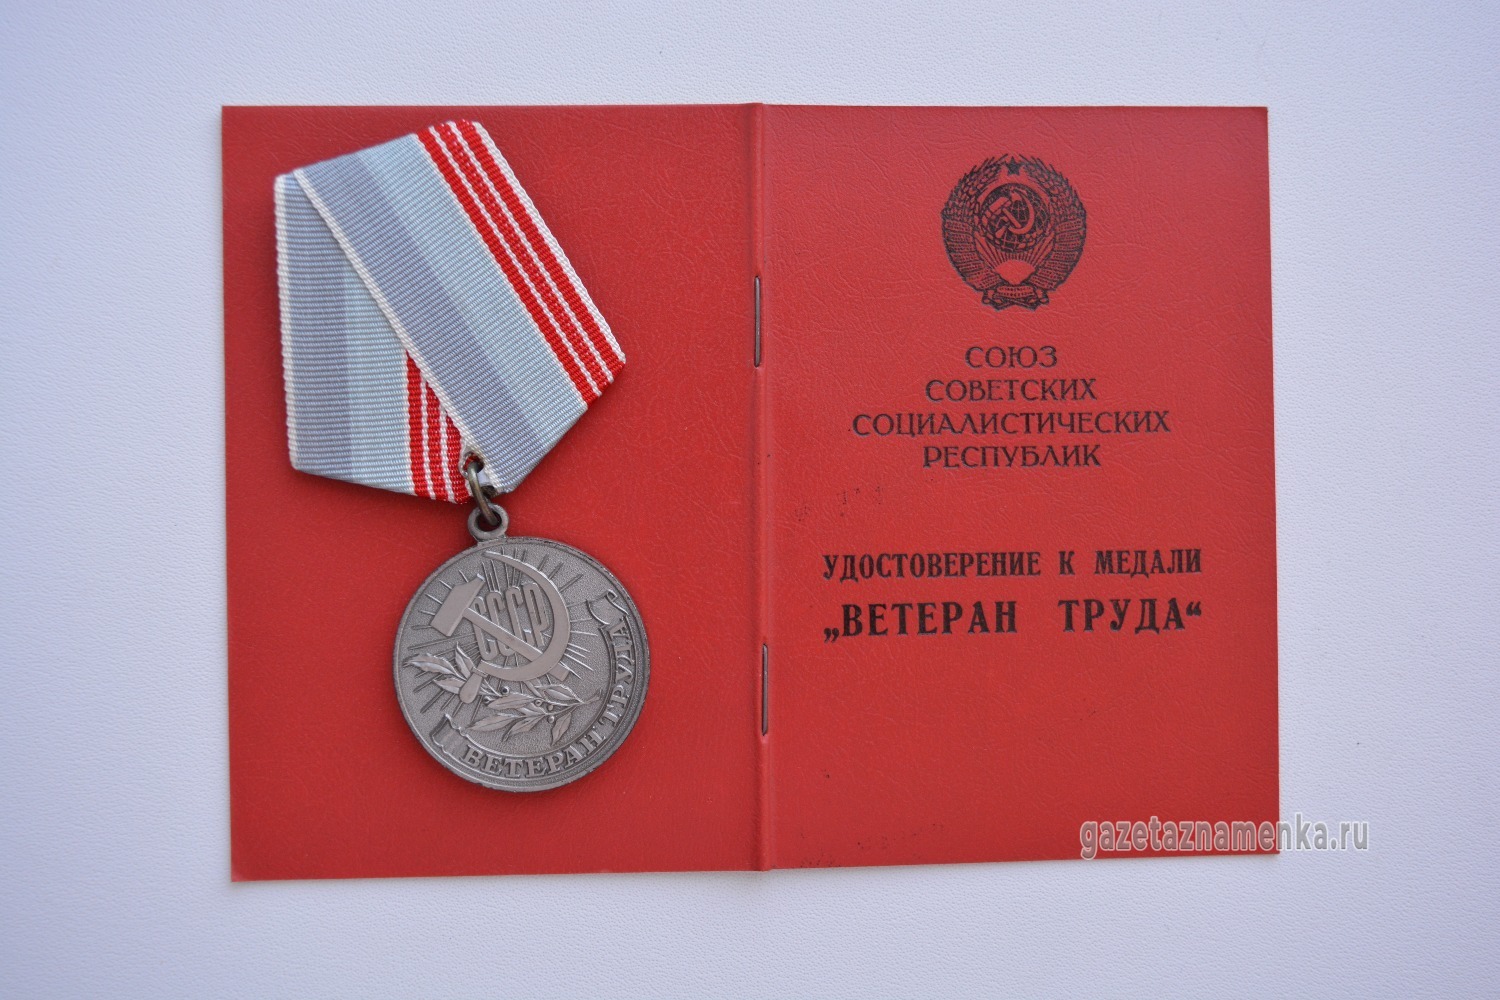 СССР
ВЕТЕРАН ТРУДА
СОЮЗ
СОВЕТСКИХ
СОЦИАЛИСТИЧЕСКИХ
РЕСПУБЛИК
УДОСТОВЕРЕНИЕ К МЕДАЛИ
„ВЕТЕРАН ТРУДА“
gazetaznamenka.ru